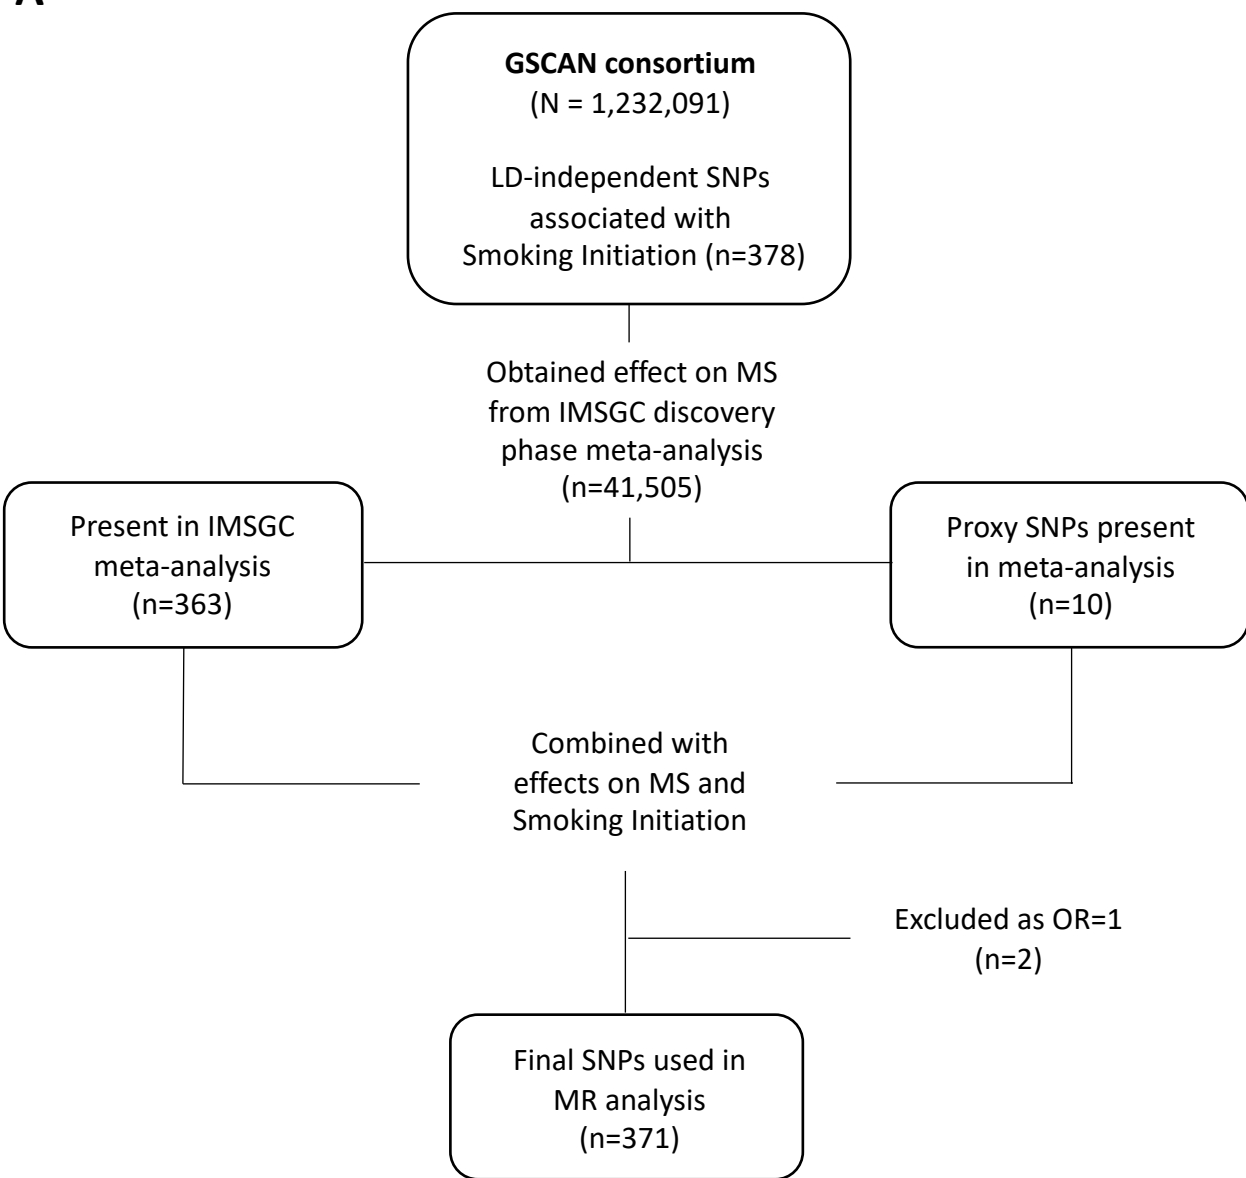 A
GSCAN consortium
(N = 1,232,091)
LD-independent SNPs
associated with
Smoking Initiation (n=378)
Obtained effect on MS
from IMSGC discovery
phase meta-analysis
(n=41,505)
Present in IMSGC
meta-analysis
(n=363)
Proxy SNPs present
in meta-analysis
(n=10)
Combined with
effects on MS and
Smoking Initiation
Excluded as OR=1
(n=2)
Final SNPs used in
MR analysis
(n=371)